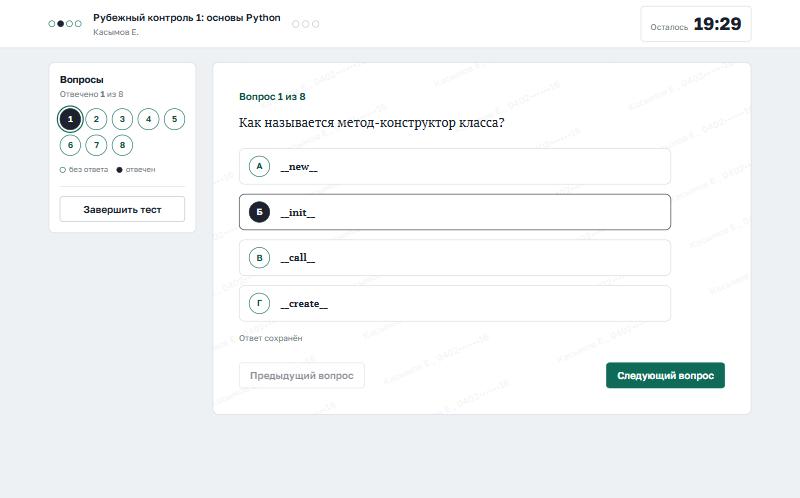 Рубежный контроль 1: основы Python
Касымов Е.
Осталось 19:29
Вопросы
Отвечено 1 из 8
1 2 3 4 5
6 7 8
без ответа отвечен
Завершить тест
Вопрос 1 из 8
Как называется метод-конструктор класса?
А __new__
Б __init__
В __call__
Г __create__
Ответ сохранён
Предыдущий вопрос
Следующий вопрос